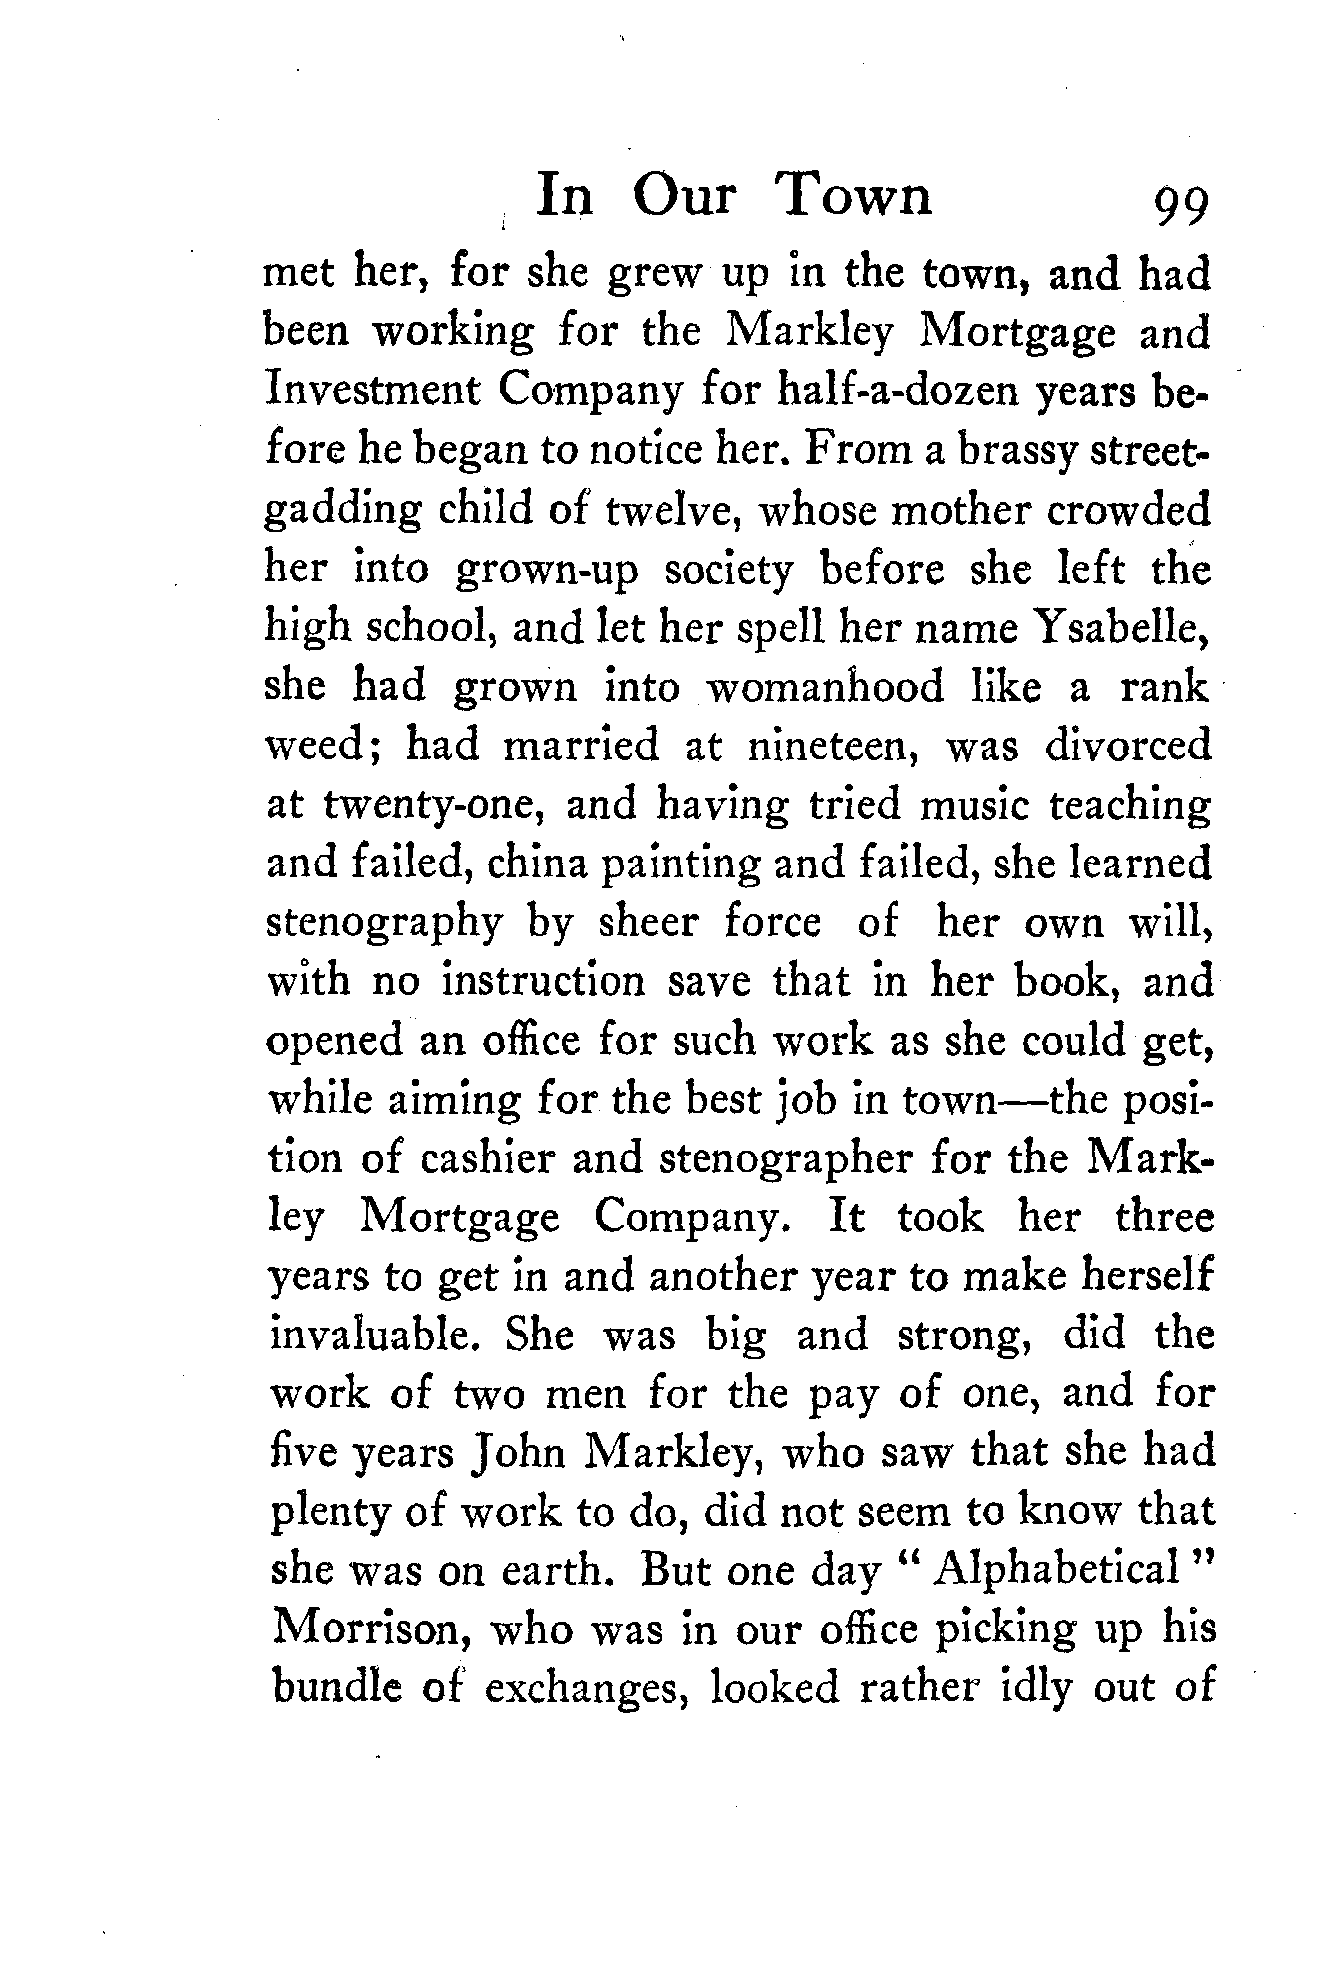 In Our Town 99
met her, for she grew up in the town, and had
been working for the Markley Mortgage and
Investment Company for half-a-dozen years be-
fore he began to notice her. From a brassy street-
gadding child of twelve, whose mother crowded
her into grown-up society before she left the
high school, and let her spell her name Ysabelle,
she had grown into womanhood like a rank
weed; had married at nineteen, was divorced
at twenty-one, and having tried music teaching
and failed, china painting and failed, she learned
stenography by sheer force of her own will,
with no instruction save that in her book, and
opened an office for such work as she could get,
while aiming for the best job in town—the posi-
tion of cashier and stenographer for the Mark-
ley Mortgage Company. It took her three
years to get in and another year to make herself
invaluable. She was big and strong, did the
work of two men for the pay of one, and for
five years John Markley, who saw that she had
plenty of work to do, did not seem to know that
she was on earth. But one day “ Alphabetical ”
Morrison, who was in our office picking up his
bundle of exchanges, looked rather idly out of